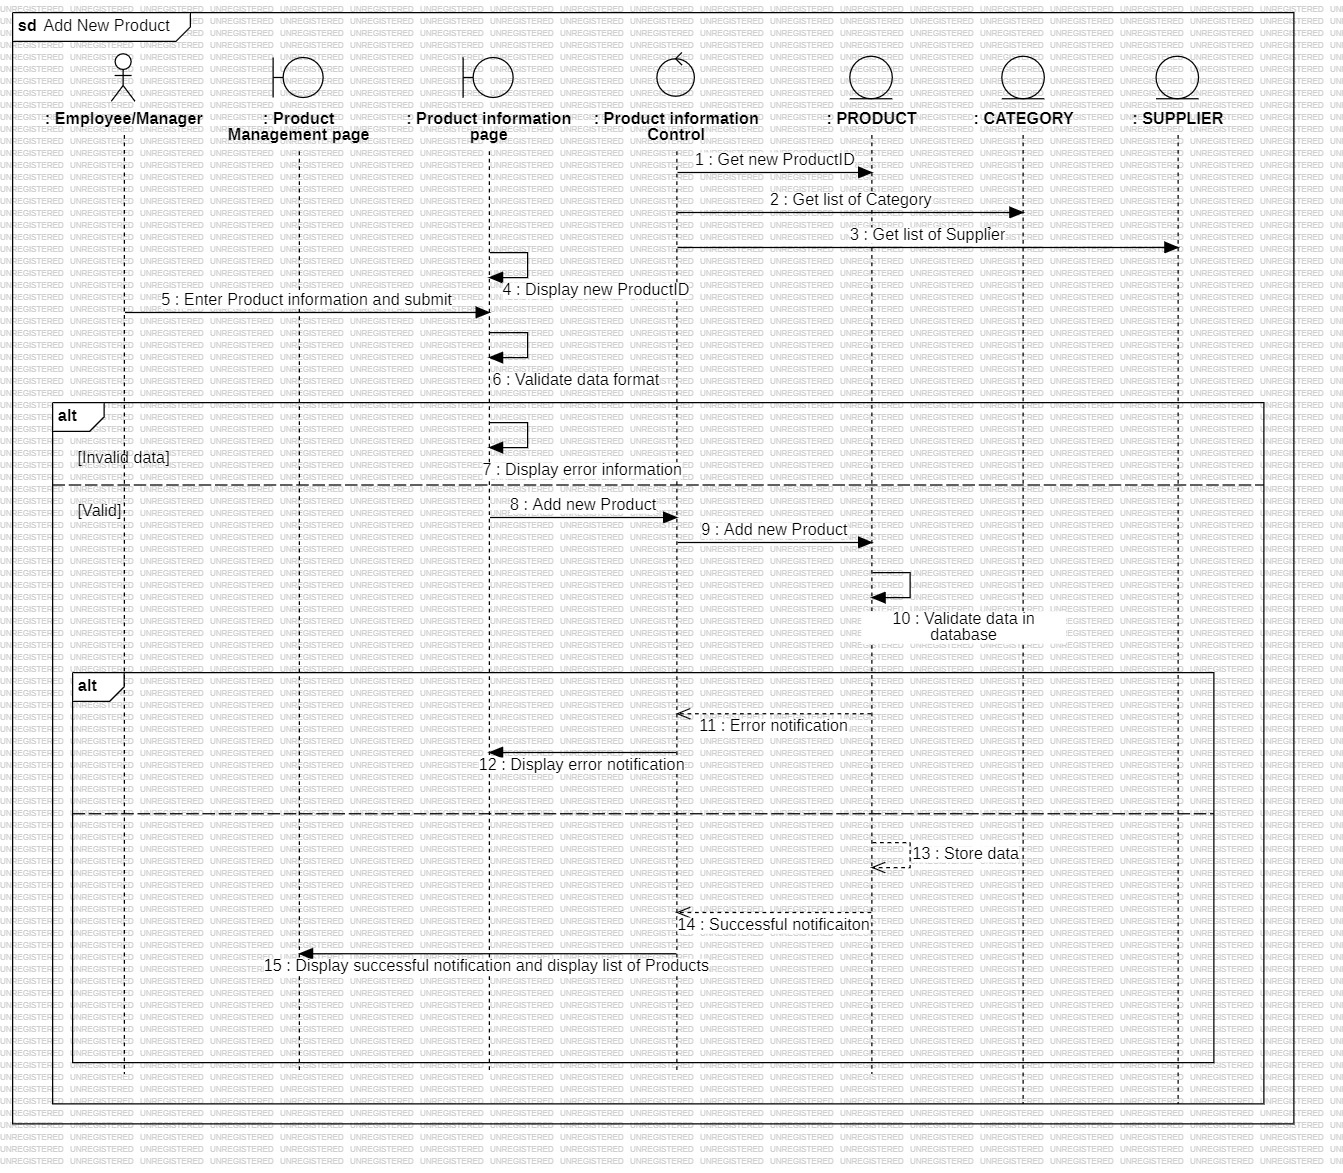 sd Add New Product
: Employee/Manager
: Product
Management page
: Product information
page
: Product information
Control
: PRODUCT
: CATEGORY
: SUPPLIER
1 : Get new ProductID
2 : Get list of Category
3 : Get list of Supplier
4 : Display new ProductID
5 : Enter Product information and submit
6 : Validate data format
alt
[Invalid data]
7 : Display error information
[Valid]
8 : Add new Product
9 : Add new Product
10 : Validate data in
database
alt
11 : Error notification
12 : Display error notification
13 : Store data
14 : Successful notificaiton
15 : Display successful notification and display list of Products
UNREGISTERED